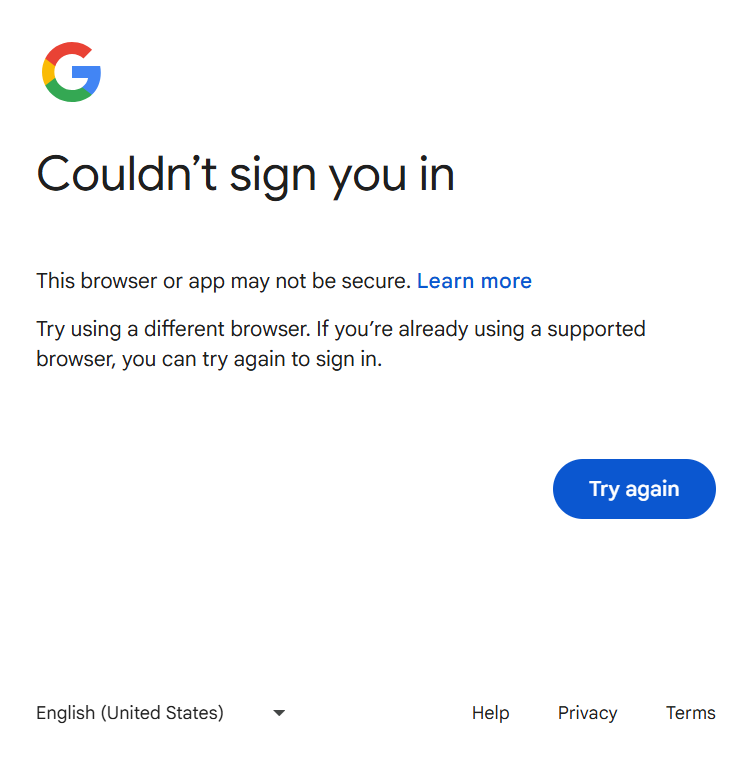 Couldn’t sign you in
This browser or app may not be secure. Learn more
Try using a different browser. If you’re already using a supported
browser, you can try again to sign in.
Try again
English (United States)
Help
Privacy
Terms